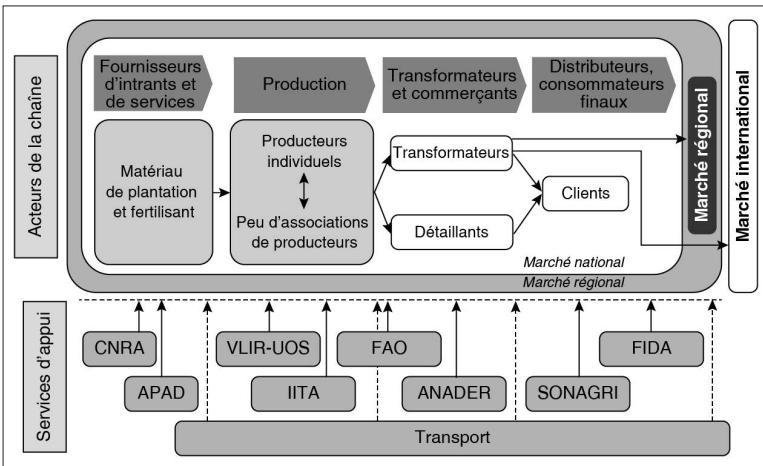 Acteurs de la chaîne
Fournisseurs
d'intrants et
de services
Production
Transformateurs
et commerçants
Distributeurs,
consommateurs
finaux
Matériau
de plantation
et fertilisant
Producteurs
individuels
Peu d'associations
de producteurs
Transformateurs
Détaillants
Clients
Marché national
Marché régional
Marché régional
Marché international
Services d'appui
CNRA
VLIR-UOS
FAO
FIDA
APAD
IITA
ANADER
SONAGRI
Transport